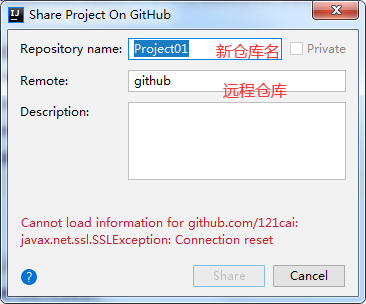 Share Project On GitHub
Repository name: Project01 新仓库名 Private
Remote: github
远程仓库
Description:
Cannot load information for github.com/121cai:
javax.net.ssl.SSLException: Connection reset
? Share Cancel